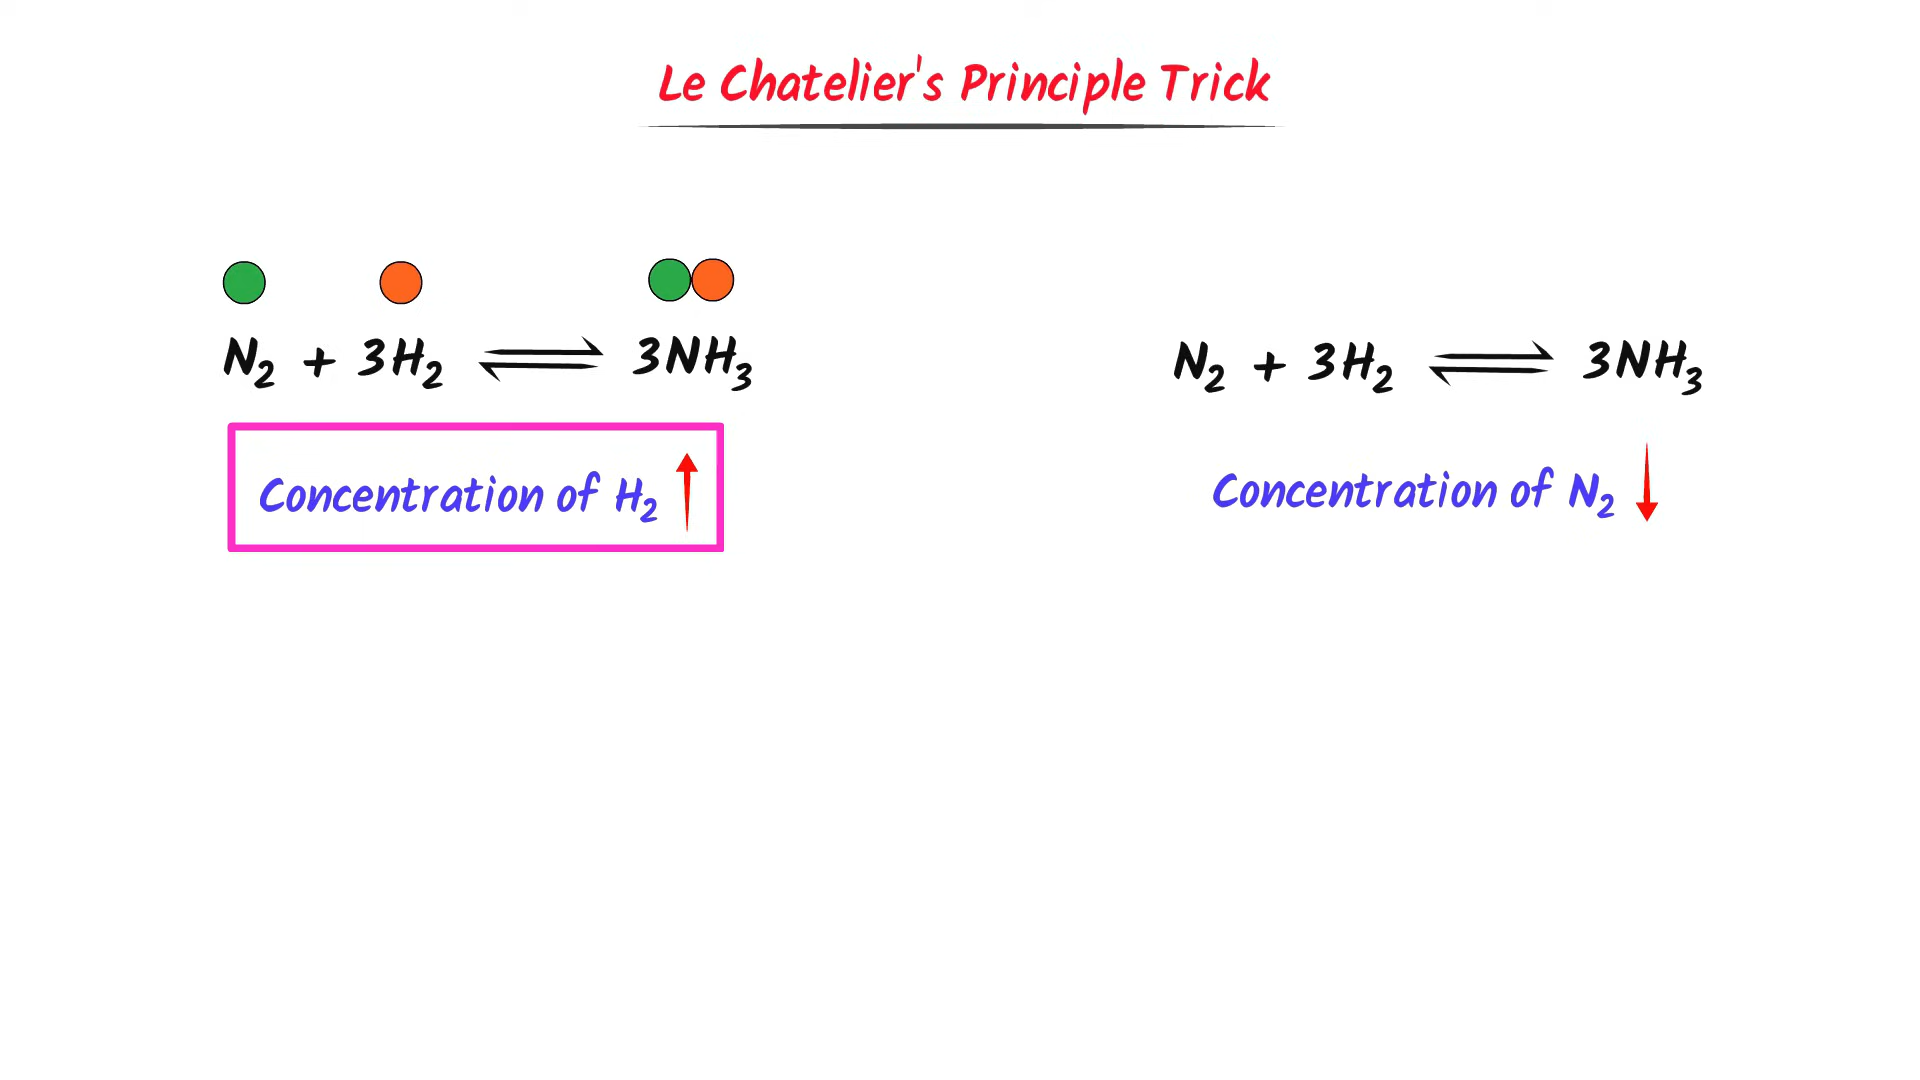 Le Chatelier's Principle Trick
N₂ + 3H₂ ⇌ 3NH₃
Concentration of H₂ ↑
N₂ + 3H₂ ⇌ 3NH₃
Concentration of N₂ ↓